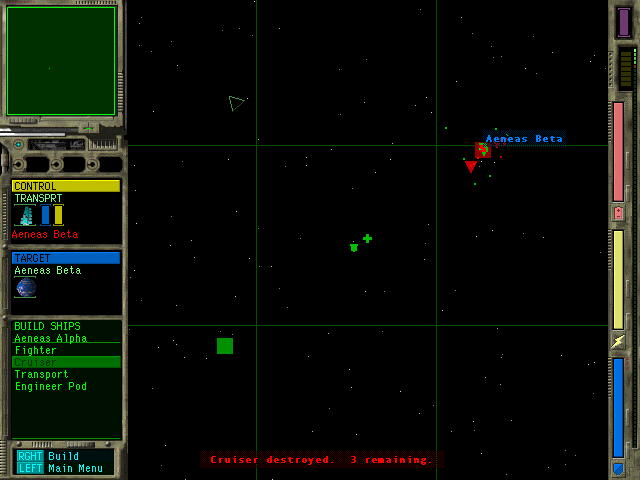 Aeneas Beta
CONTROL
TRANSPRT
Aeneas Beta
TARGET
Aeneas Beta
BUILD SHIPS
Aeneas Alpha
Fighter
Cruiser
Transport
Engineer Pod
RGHT Build
LEFT Main Menu
Cruiser destroyed. 3 remaining.